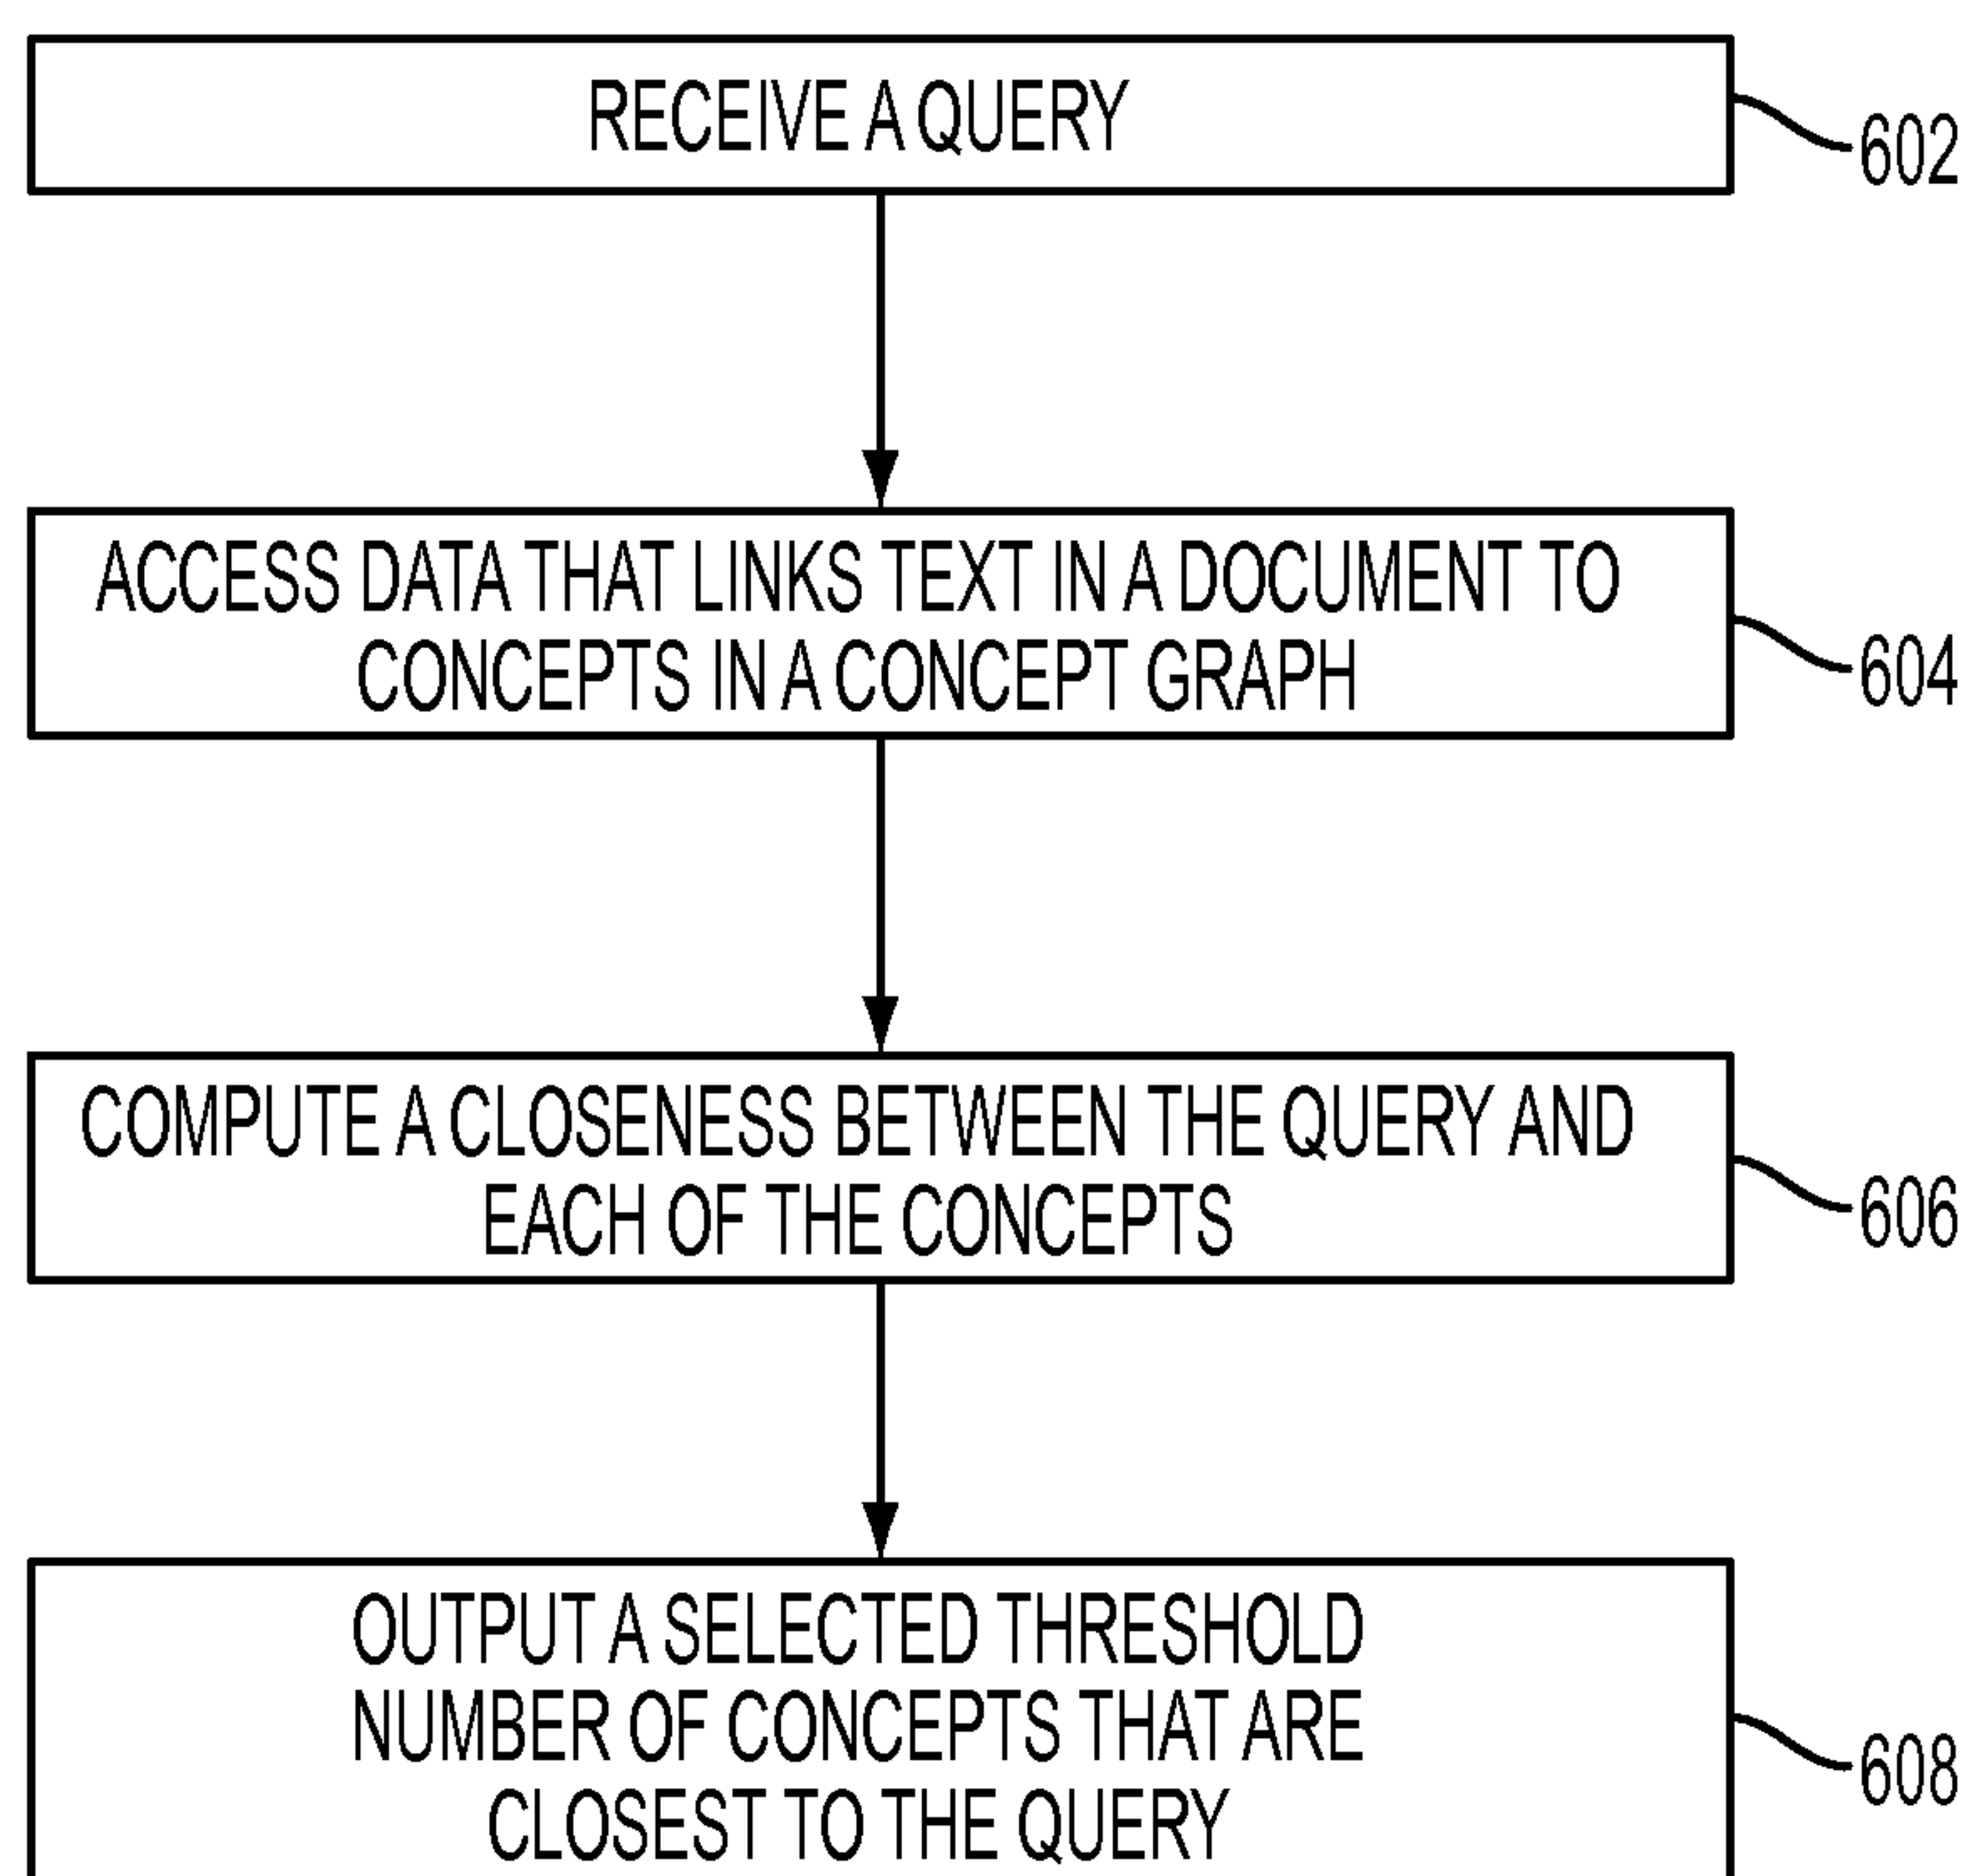 RECEIVE A QUERY
602
ACCESS DATA THAT LINKS TEXT IN A DOCUMENT TO
CONCEPTS IN A CONCEPT GRAPH
604
COMPUTE A CLOSENESS BETWEEN THE QUERY AND
EACH OF THE CONCEPTS
606
OUTPUT A SELECTED THRESHOLD
NUMBER OF CONCEPTS THAT ARE
CLOSEST TO THE QUERY
608